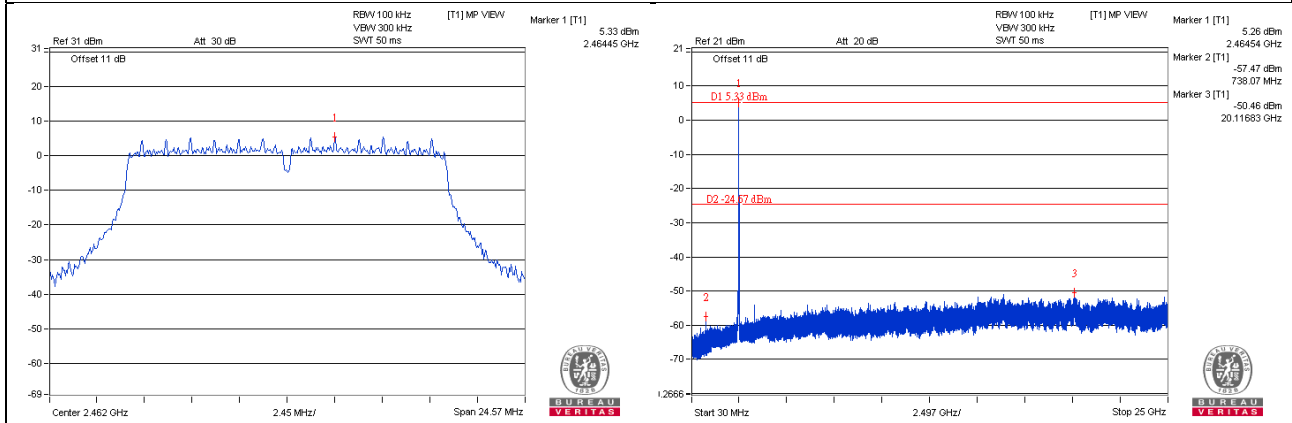 RBW 100 kHz [T1] MP VIEW
VBW 300 kHz
Ref 31 dBm Att 30 dB SWT 50 ms
Marker 1 [T1]
5.33 dBm
2.46445 GHz
31
Offset 11 dB
20
10
1
0
-10
-20
-30
-40
-50
-60
-69
Center 2.462 GHz 2.45 MHz/ Span 24.57 MHz
BUREAU VERITAS
1828
BUREAU
VERITAS
RBW 100 kHz [T1] MP VIEW
VBW 300 kHz
Ref 21 dBm Att 20 dB SWT 50 ms
Marker 1 [T1]
5.26 dBm
2.46454 GHz
Marker 2 [T1]
-57.47 dBm
738.07 MHz
Marker 3 [T1]
-50.46 dBm
20.11683 GHz
21
Offset 11 dB
10
1
D1 5.33 dBm
0
-10
-20
D2 -24.67 dBm
-30
-40
-50
3
2
-60
-70
Start 30 MHz 2.497 GHz/ Stop 25 GHz
BUREAU VERITAS
1828
BUREAU
VERITAS